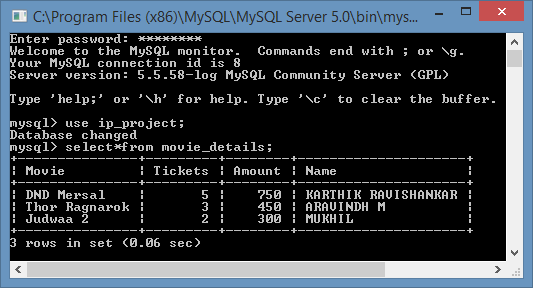 C:\Program Files (x86)\MySQL\MySQL Server 5.0\bin\mys...
Enter password: ********
Welcome to the MySQL monitor.  Commands end with ; or \g.
Your MySQL connection id is 8
Server version: 5.5.58-log MySQL Community Server (GPL)
Type 'help;' or '\h' for help. Type '\c' to clear the buffer.
mysql> use ip_project;
Database changed
mysql> select*from movie_details;
+--------------+---------+--------+---------------------+
| Movie        | Tickets | Amount | Name                |
+--------------+---------+--------+---------------------+
| DND Mersal   |       5 |    750 | KARTHIK RAVISHANKAR |
| Thor Ragnarok |       3 |    450 | ARAVINDH M          |
| Judwaa 2     |       2 |    300 | MUKHIL              |
+--------------+---------+--------+---------------------+
3 rows in set (0.06 sec)